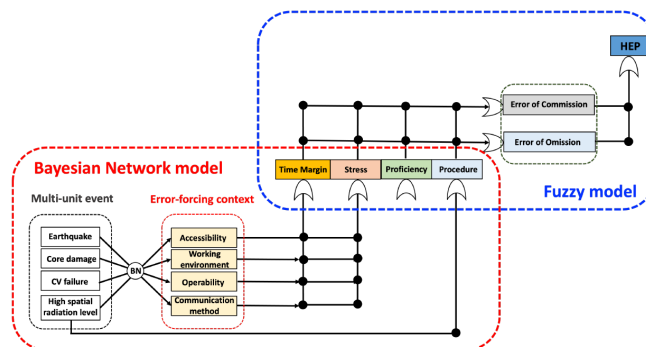 HEP
Error of Commission
Error of Omission
Bayesian Network model
Time Margin
Stress
Proficiency
Procedure
Fuzzy model
Multi-unit event
Error-forcing context
Earthquake
Core damage
CV failure
High spatial
radiation level
BN
Accessibility
Working
environment
Operability
Communication
method